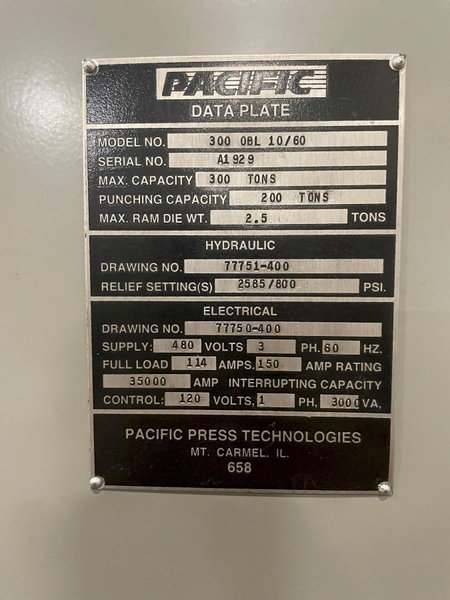 PACIFIC
DATA PLATE
MODEL NO. 300 OBL 10/60
SERIAL NO. A1929
MAX. CAPACITY 300 TONS
PUNCHING CAPACITY 200 TONS
MAX. RAM DIE WT. 2.5 TONS
HYDRAULIC
DRAWING NO. 77751-400
RELIEF SETTING(S) 2585/800 PSI.
ELECTRICAL
DRAWING NO. 77750-400
SUPPLY: 480 VOLTS 3 PH. 60 HZ.
FULL LOAD 114 AMPS. 150 AMP RATING
35000 AMP INTERRUPTING CAPACITY
CONTROL: 120 VOLTS, 1 PH, 3000 VA,
PACIFIC PRESS TECHNOLOGIES
MT. CARMEL, IL.
658